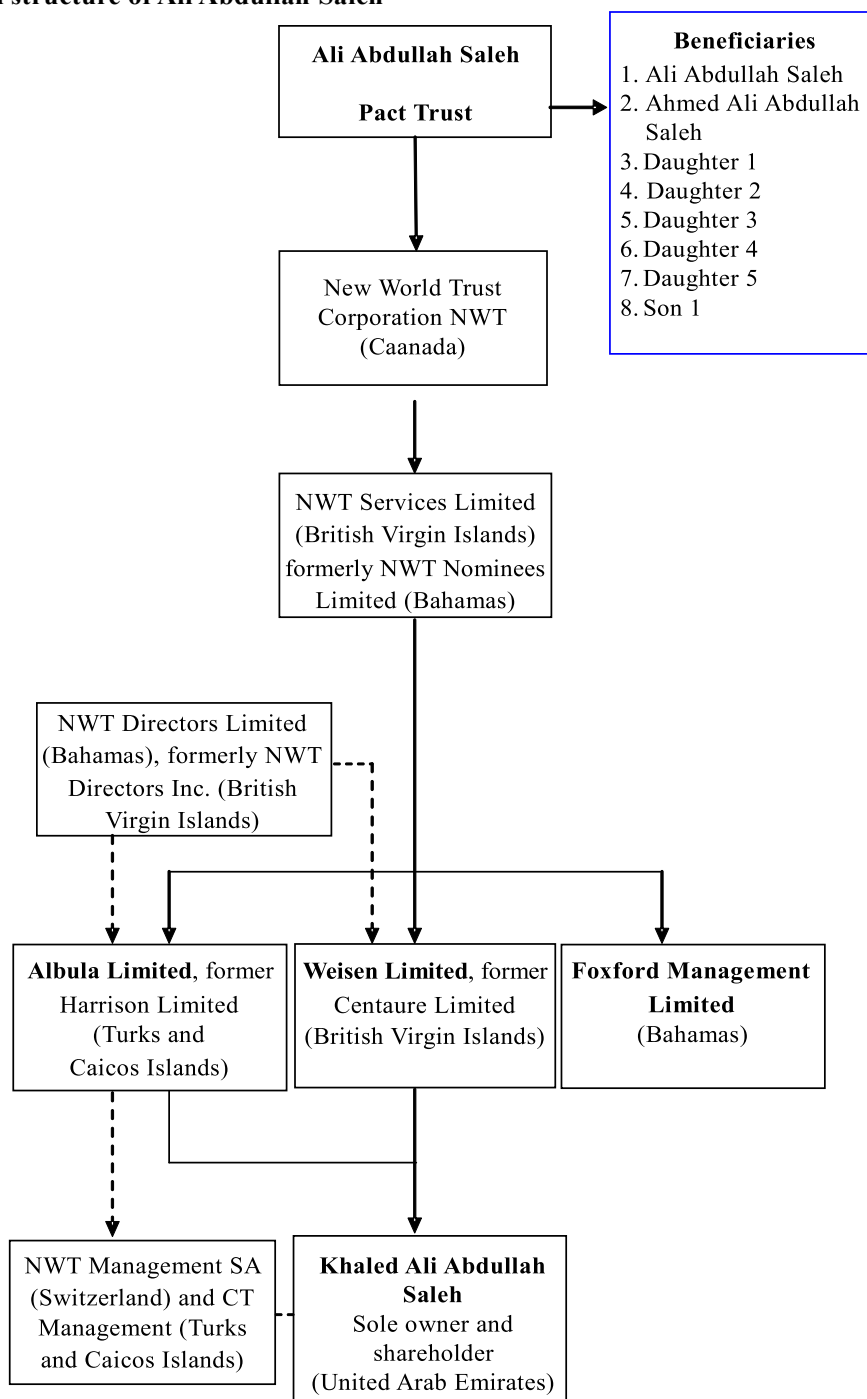 structure of Ali Abdullah Saleh
Ali Abdullah Saleh
Pact Trust
Beneficiaries
1. Ali Abdullah Saleh
2. Ahmed Ali Abdullah
Saleh
3. Daughter 1
4. Daughter 2
5. Daughter 3
6. Daughter 4
7. Daughter 5
8. Son 1
New World Trust
Corporation NWT
(Caanada)
NWT Services Limited
(British Virgin Islands)
formerly NWT Nominees
Limited (Bahamas)
NWT Directors Limited
(Bahamas), formerly NWT
Directors Inc. (British
Virgin Islands)
Albula Limited, former
Harrison Limited
(Turks and
Caicos Islands)
Weisen Limited, former
Centaure Limited
(British Virgin Islands)
Foxford Management
Limited
(Bahamas)
NWT Management SA
(Switzerland) and CT
Management (Turks
and Caicos Islands)
Khaled Ali Abdullah
Saleh
Sole owner and
shareholder
(United Arab Emirates)